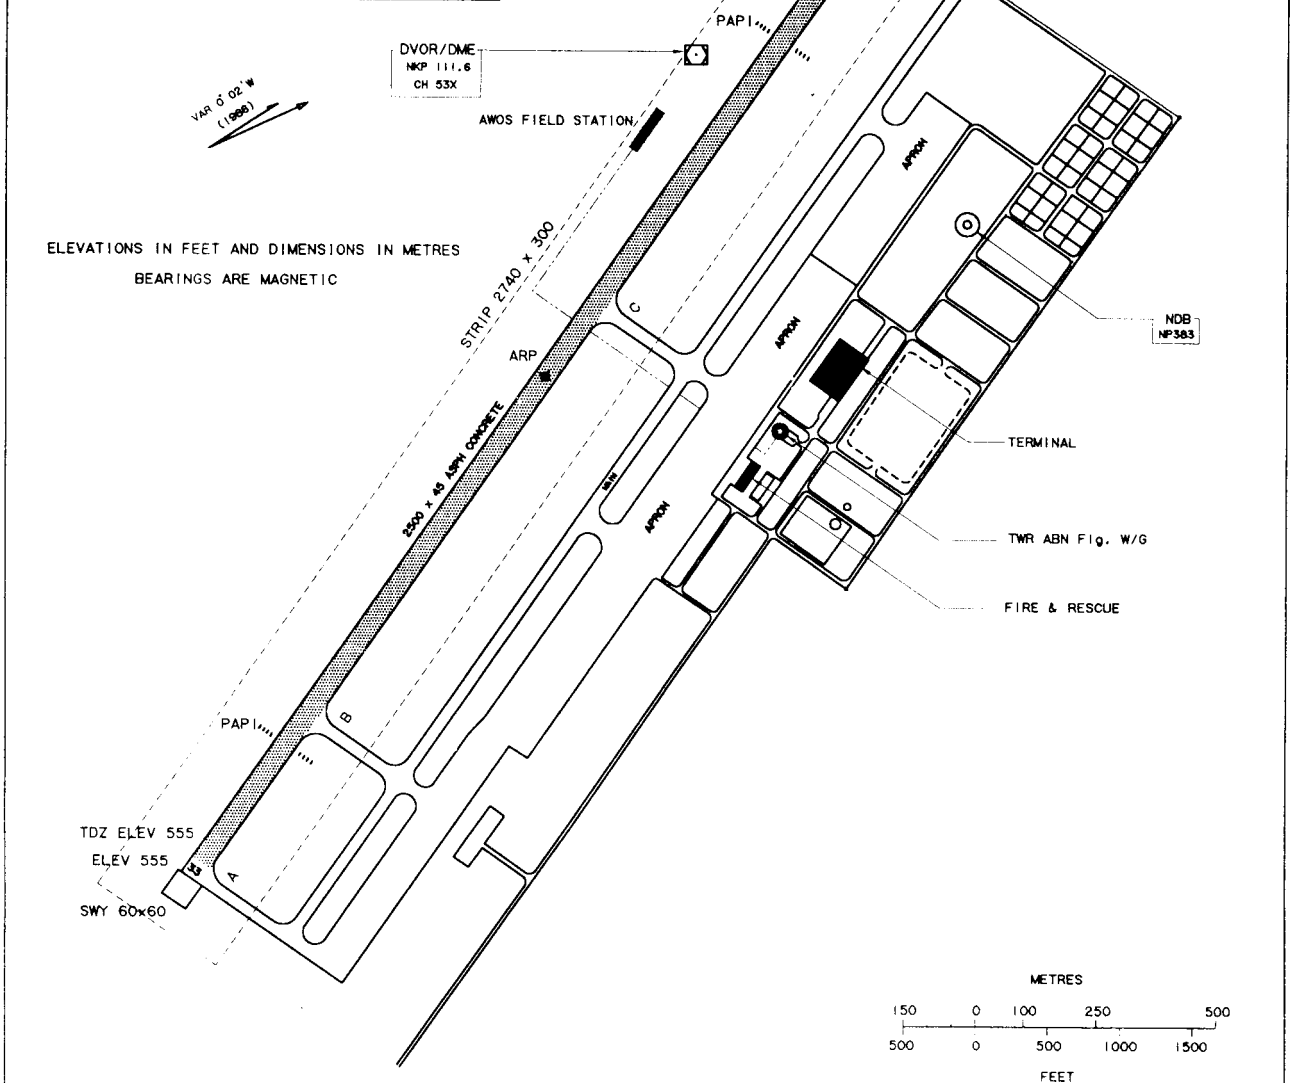 PAPI
DVOR/DME
NKP 111.6
CH 53X
VAR 0° 02' W
(1986)
AWOS FIELD STATION
APRON
ELEVATIONS IN FEET AND DIMENSIONS IN METRES
BEARINGS ARE MAGNETIC
STRIP 2740 x 300
C
NDB
NP383
APRON
ARP
2500 x 45 ASPH CONCRETE
TERMINAL
APRON
TWR ABN Flg. W/G
FIRE & RESCUE
B
PAPI
TDZ ELEV 555
ELEV 555
33
A
SWY 60x60
METRES
150 0 100 250 500
500 0 500 1000 1500
FEET